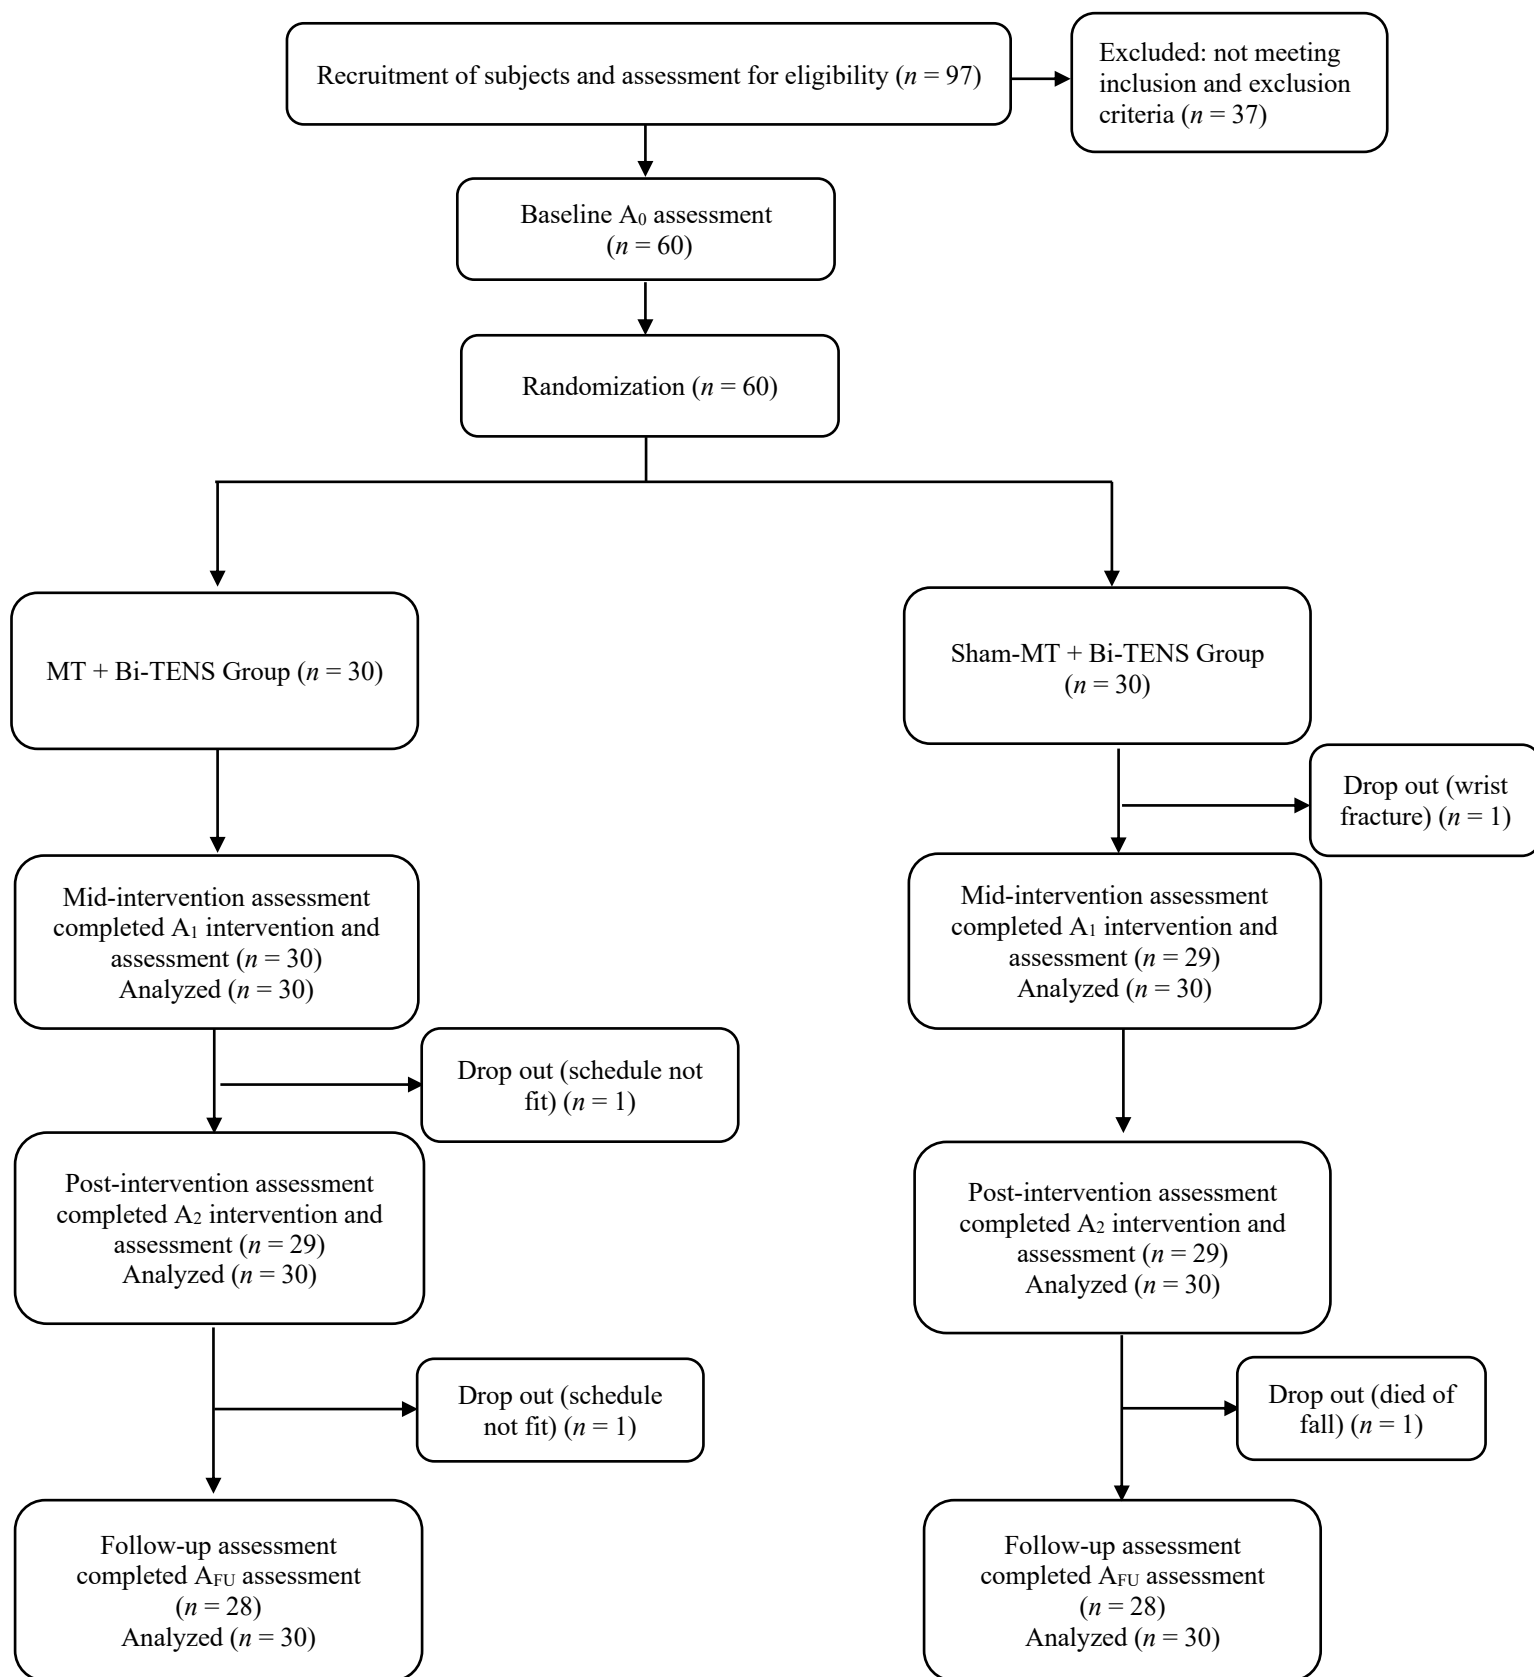 Recruitment of subjects and assessment for eligibility (n = 97)
Excluded: not meeting
inclusion and exclusion
criteria (n = 37)
Baseline A₀ assessment
(n = 60)
Randomization (n = 60)
MT + Bi-TENS Group (n = 30)
Sham-MT + Bi-TENS Group
(n = 30)
Drop out (wrist
fracture) (n = 1)
Mid-intervention assessment
completed A₁ intervention and
assessment (n = 30)
Analyzed (n = 30)
Mid-intervention assessment
completed A₁ intervention and
assessment (n = 29)
Analyzed (n = 30)
Drop out (schedule not
fit) (n = 1)
Post-intervention assessment
completed A₂ intervention and
assessment (n = 29)
Analyzed (n = 30)
Post-intervention assessment
completed A₂ intervention and
assessment (n = 29)
Analyzed (n = 30)
Drop out (schedule
not fit) (n = 1)
Drop out (died of
fall) (n = 1)
Follow-up assessment
completed AFU assessment
(n = 28)
Analyzed (n = 30)
Follow-up assessment
completed AFU assessment
(n = 28)
Analyzed (n = 30)